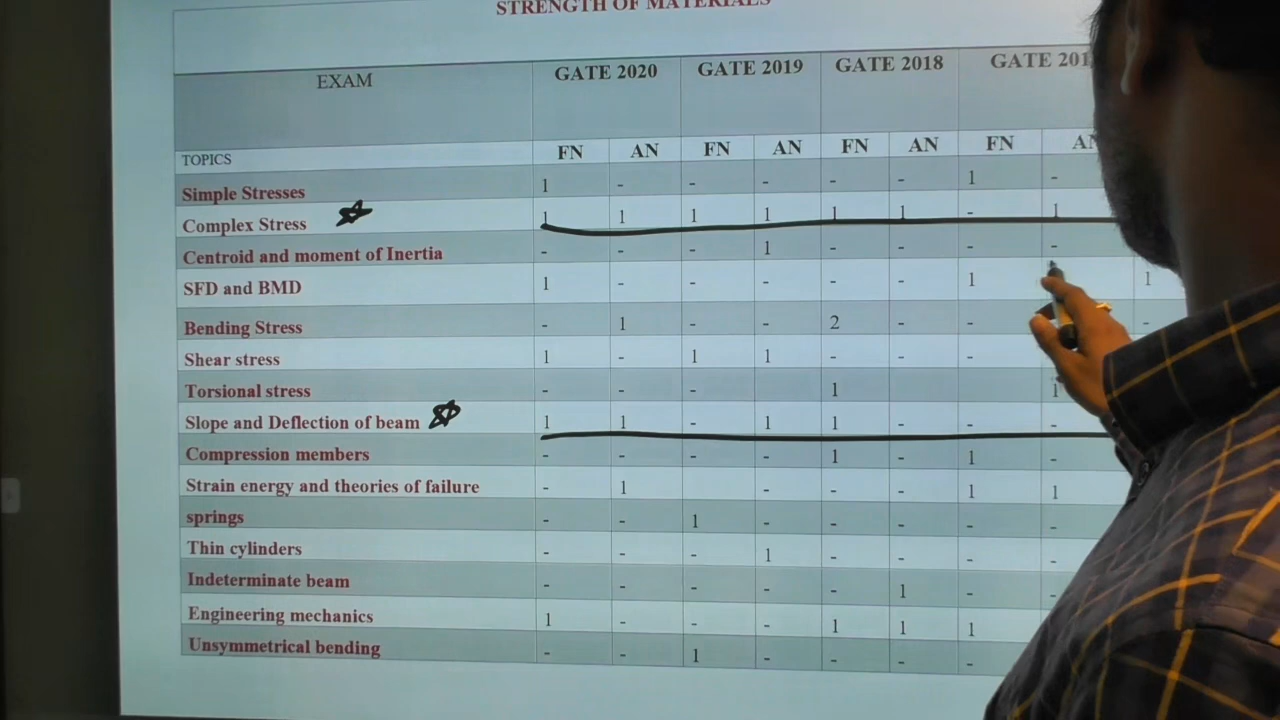 STRENGTH OF MATERIALS
EXAM GATE 2020 GATE 2019 GATE 2018 GATE
TOPICS FN AN FN AN FN AN FN AN
Simple Stresses 1 - - - - - 1 -
Complex Stress 1 1 1 1 1 1 - 1
Centroid and moment of Inertia - - - 1 - - - -
SFD and BMD 1 - - - - - 1 1
Bending Stress - 1 - - 2 - - -
Shear stress 1 - 1 1 - - -
Torsional stress - - - 1 1
Slope and Deflection of beam 1 1 - 1 1 - - -
Compression members - - - - 1 - 1 -
Strain energy and theories of failure - 1 - - - 1 1
springs - - 1 - - - - -
Thin cylinders - - - 1 - - - -
Indeterminate beam - - - - - 1 - -
Engineering mechanics 1 - - - 1 1 1
Unsymmetrical bending - - 1 - - - -